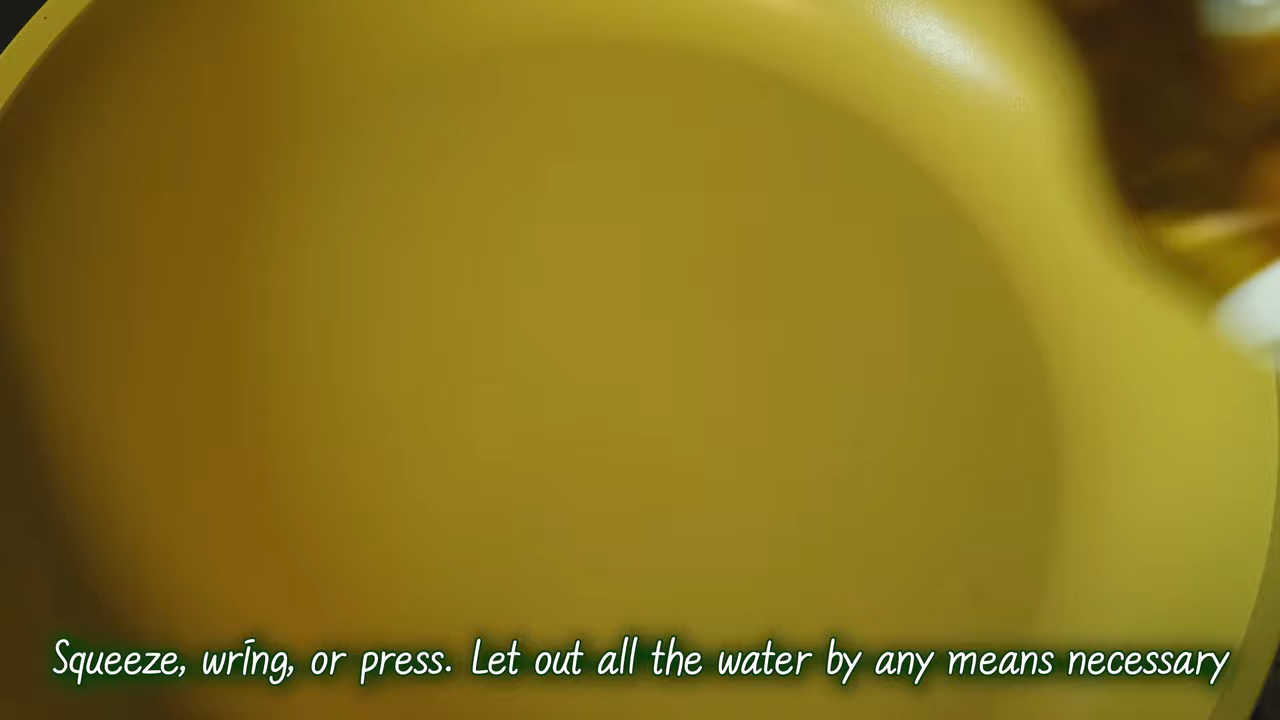 Squeeze, wring, or press. Let out all the water by any means necessary